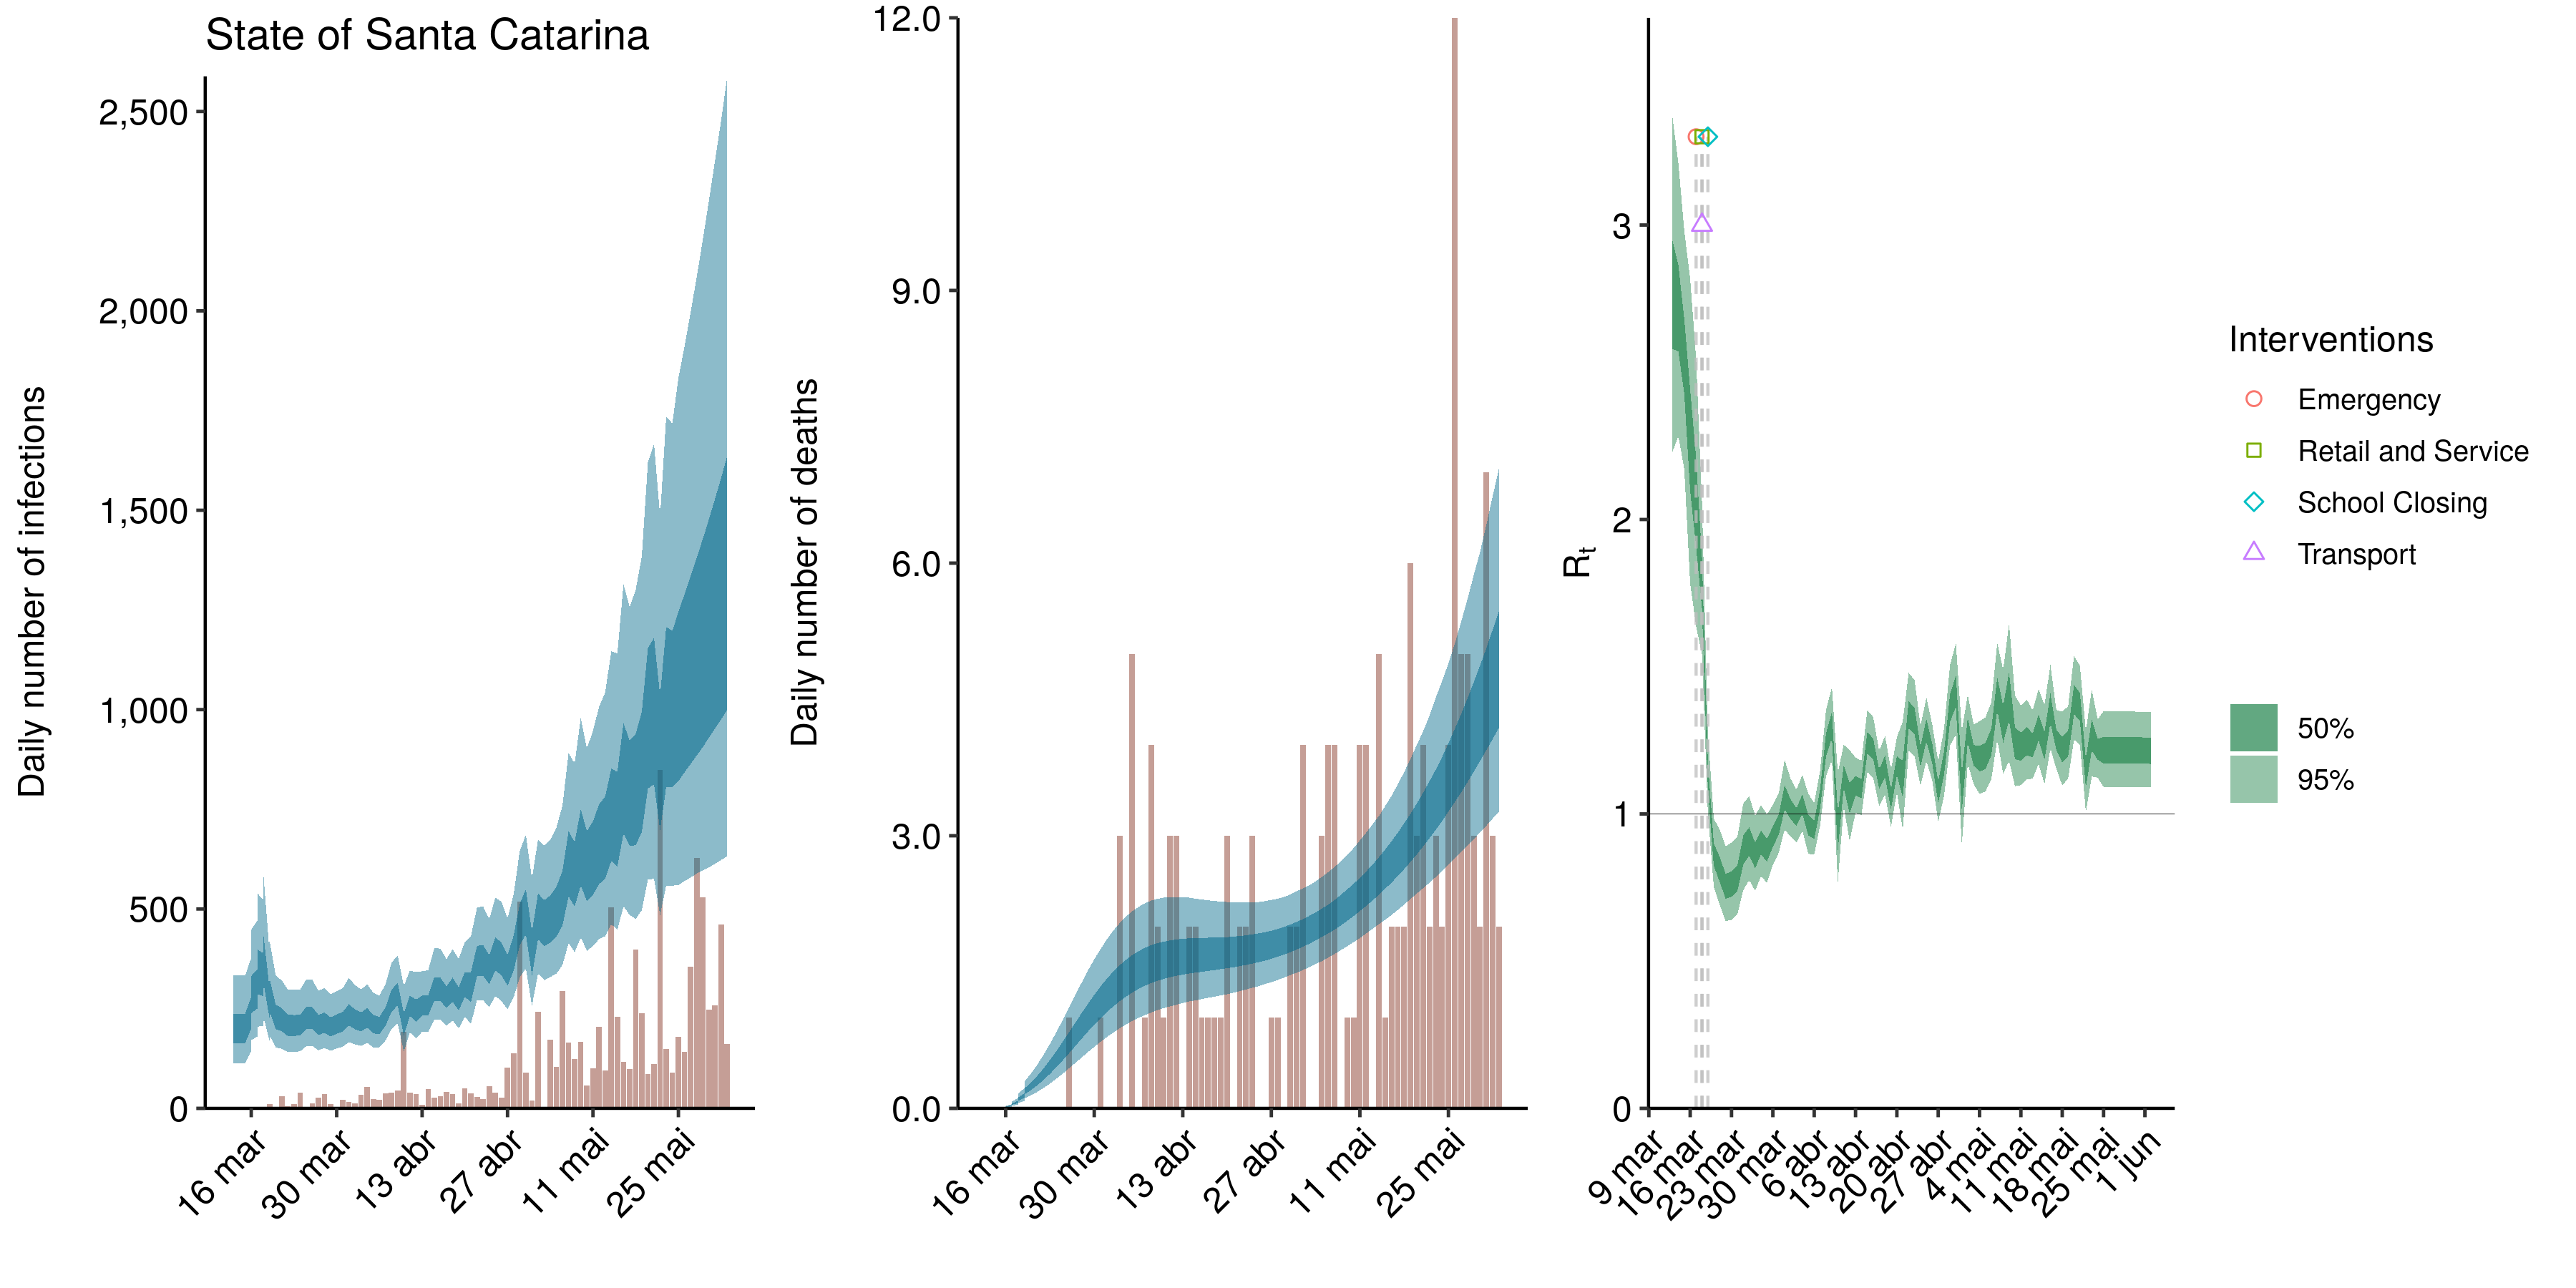 State of Santa Catarina
Daily number of infections
2,500
2,000
1,500
1,000
500
0
16 mar
30 mar
13 abr
27 abr
11 mai
25 mai
Daily number of deaths
12.0
9.0
6.0
3.0
0.0
16 mar
30 mar
13 abr
27 abr
11 mai
25 mai
Rt
3
2
1
0
9 mar
16 mar
23 mar
30 mar
6 abr
13 abr
20 abr
27 abr
4 mai
11 mai
18 mai
25 mai
1 jun
Interventions
Emergency
Retail and Service
School Closing
Transport
50%
95%